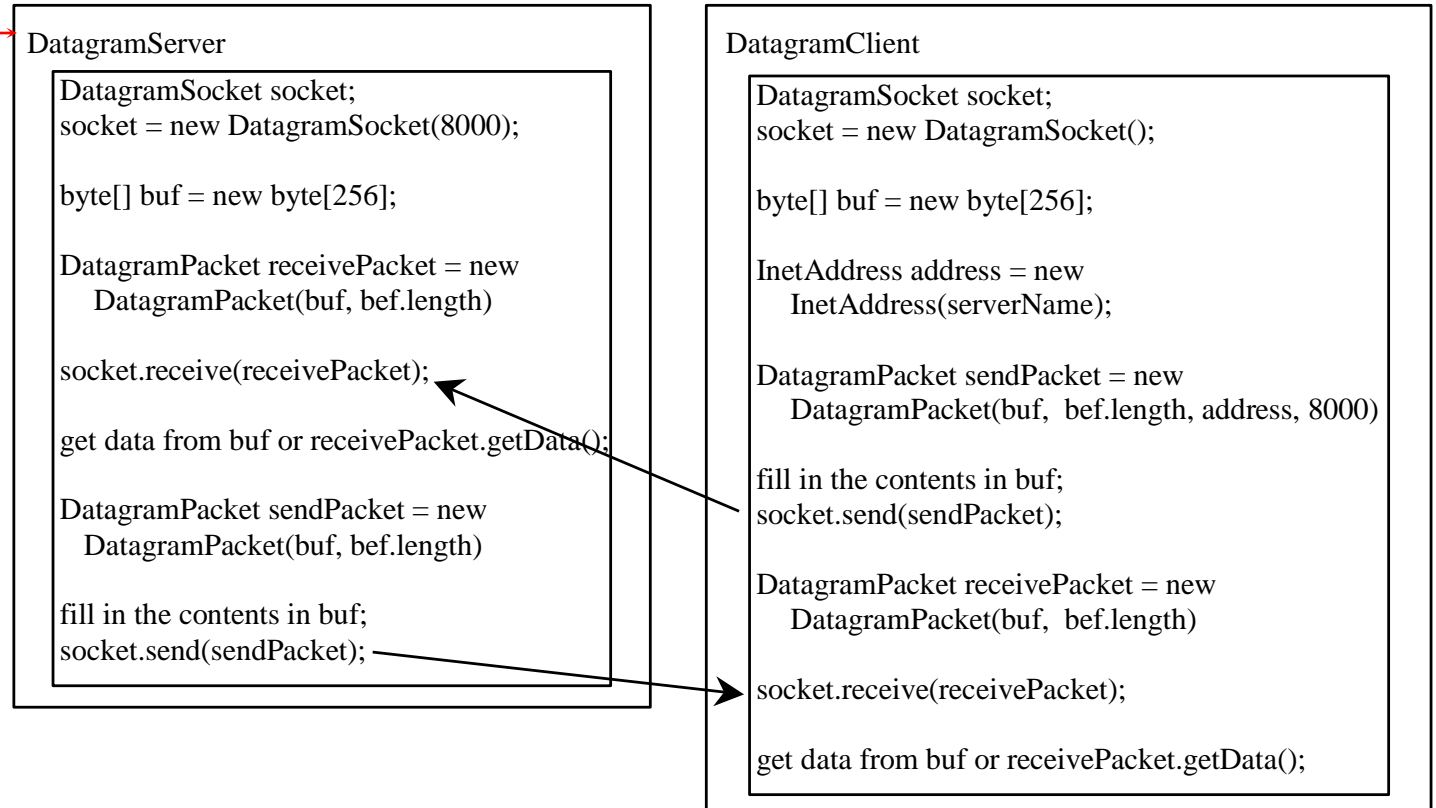 DatagramServer
DatagramSocket socket;
socket = new DatagramSocket(8000);
byte[] buf = new byte[256];
DatagramPacket receivePacket = new
DatagramPacket(buf, bef.length)
socket.receive(receivePacket);
get data from buf or receivePacket.getData();
DatagramPacket sendPacket = new
DatagramPacket(buf, bef.length)
fill in the contents in buf;
socket.send(sendPacket);
DatagramClient
DatagramSocket socket;
socket = new DatagramSocket();
byte[] buf = new byte[256];
InetAddress address = new
InetAddress(serverName);
DatagramPacket sendPacket = new
DatagramPacket(buf, bef.length, address, 8000)
fill in the contents in buf;
socket.send(sendPacket);
DatagramPacket receivePacket = new
DatagramPacket(buf, bef.length)
socket.receive(receivePacket);
get data from buf or receivePacket.getData();